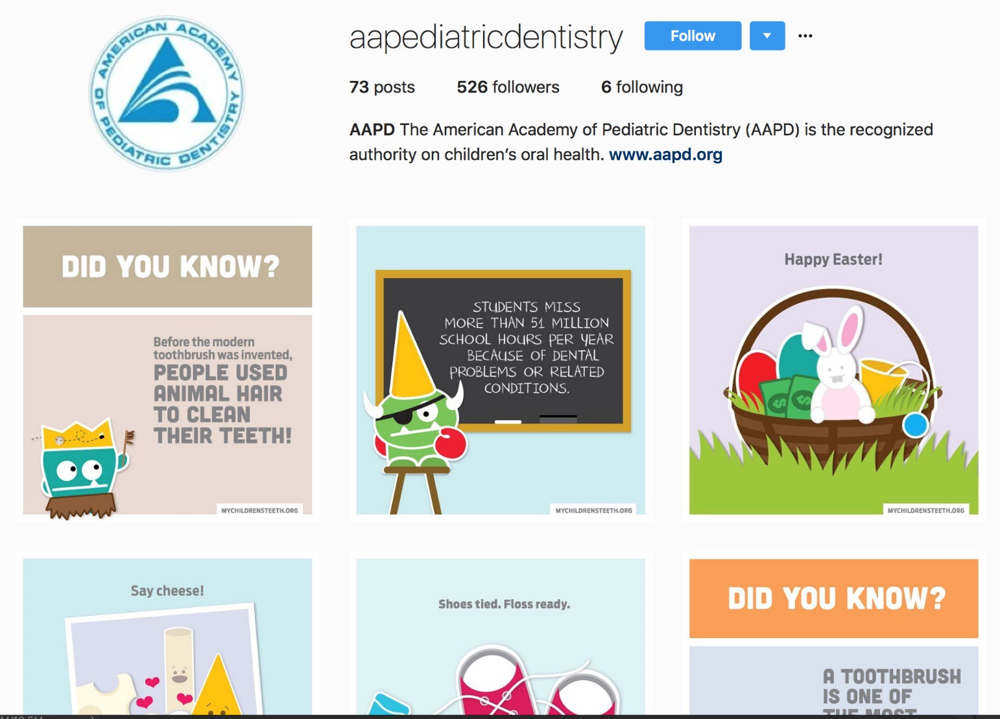 AMERICAN ACADEMY OF PEDIATRIC DENTISTRY
aapediatricdentistry
Follow
73 posts 526 followers 6 following
AAPD The American Academy of Pediatric Dentistry (AAPD) is the recognized
authority on children’s oral health. www.aapd.org
DID YOU KNOW?
Before the modern
toothbrush was invented,
PEOPLE USED
ANIMAL HAIR
TO CLEAN
THEIR TEETH!
MYCHILDRENSTEETH.ORG
STUDENTS MISS
MORE THAN 51 MILLION
SCHOOL HOURS PER YEAR
BECAUSE OF DENTAL
PROBLEMS OR RELATED
CONDITIONS.
MYCHILDRENSTEETH.ORG
Happy Easter!
$ $
MYCHILDRENSTEETH.ORG
Say cheese!
Shoes tied. Floss ready.
DID YOU KNOW?
A TOOTHBRUSH
IS ONE OF
THE MOST